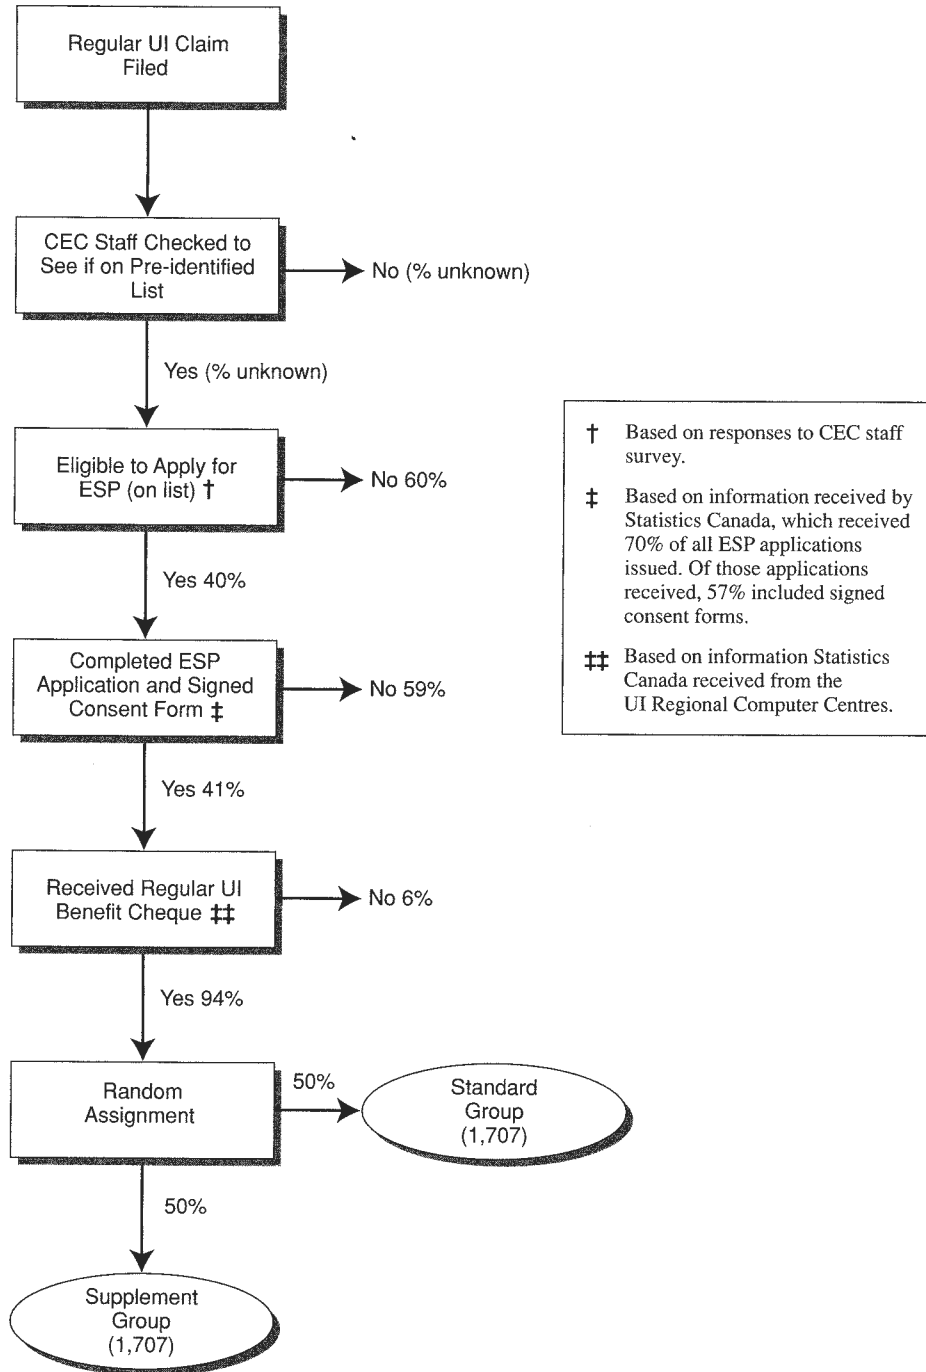 Regular UI Claim
Filed
CEC Staff Checked to
See if on Pre-identified
List
No (% unknown)
Yes (% unknown)
Eligible to Apply for
ESP (on list) †
No 60%
Yes 40%
Completed ESP
Application and Signed
Consent Form ‡
No 59%
Yes 41%
Received Regular UI
Benefit Cheque ‡‡
No 6%
Yes 94%
Random
Assignment
50%
Standard
Group
(1,707)
50%
Supplement
Group
(1,707)
† Based on responses to CEC staff
survey.
‡ Based on information received by
Statistics Canada, which received
70% of all ESP applications
issued. Of those applications
received, 57% included signed
consent forms.
‡‡ Based on information Statistics
Canada received from the
UI Regional Computer Centres.